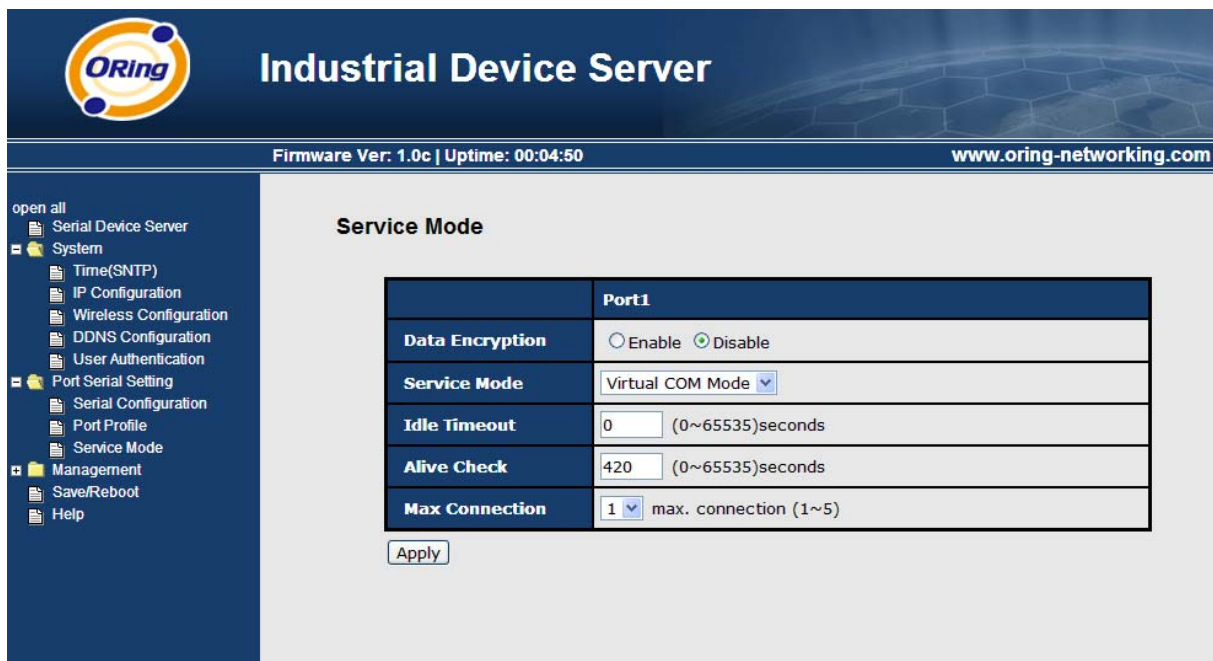 ORing
Industrial Device Server
Firmware Ver: 1.0c | Uptime: 00:04:50
www.oring-networking.com
open all
Serial Device Server
System
Time(SNTP)
IP Configuration
Wireless Configuration
DDNS Configuration
User Authentication
Port Serial Setting
Serial Configuration
Port Profile
Service Mode
Management
Save/Reboot
Help
Service Mode
Port1
Data Encryption Enable Disable
Service Mode Virtual COM Mode
Idle Timeout 0 (0~65535)seconds
Alive Check 420 (0~65535)seconds
Max Connection 1 max. connection (1~5)
Apply